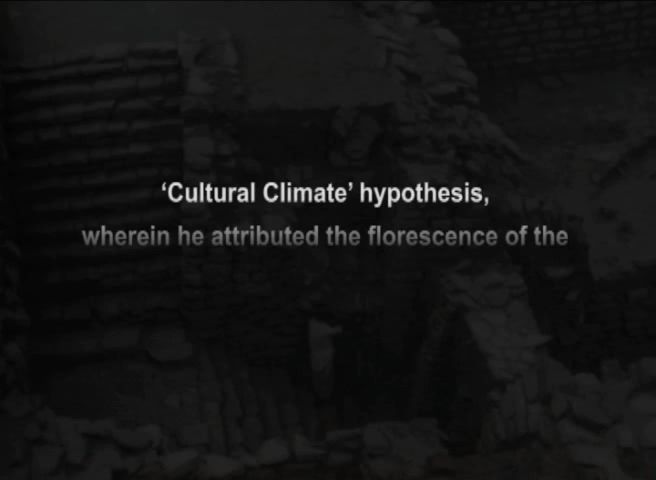 ‘Cultural Climate’ hypothesis,
wherein he attributed the florescence of the